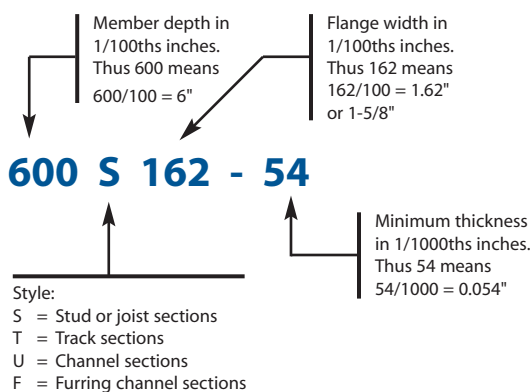 Member depth in
1/100ths inches.
Thus 600 means
600/100 = 6"
Flange width in
1/100ths inches.
Thus 162 means
162/100 = 1.62"
or 1-5/8"
600 S 162 - 54
Minimum thickness
in 1/1000ths inches.
Thus 54 means
54/1000 = 0.054"
Style:
S = Stud or joist sections
T = Track sections
U = Channel sections
F = Furring channel sections